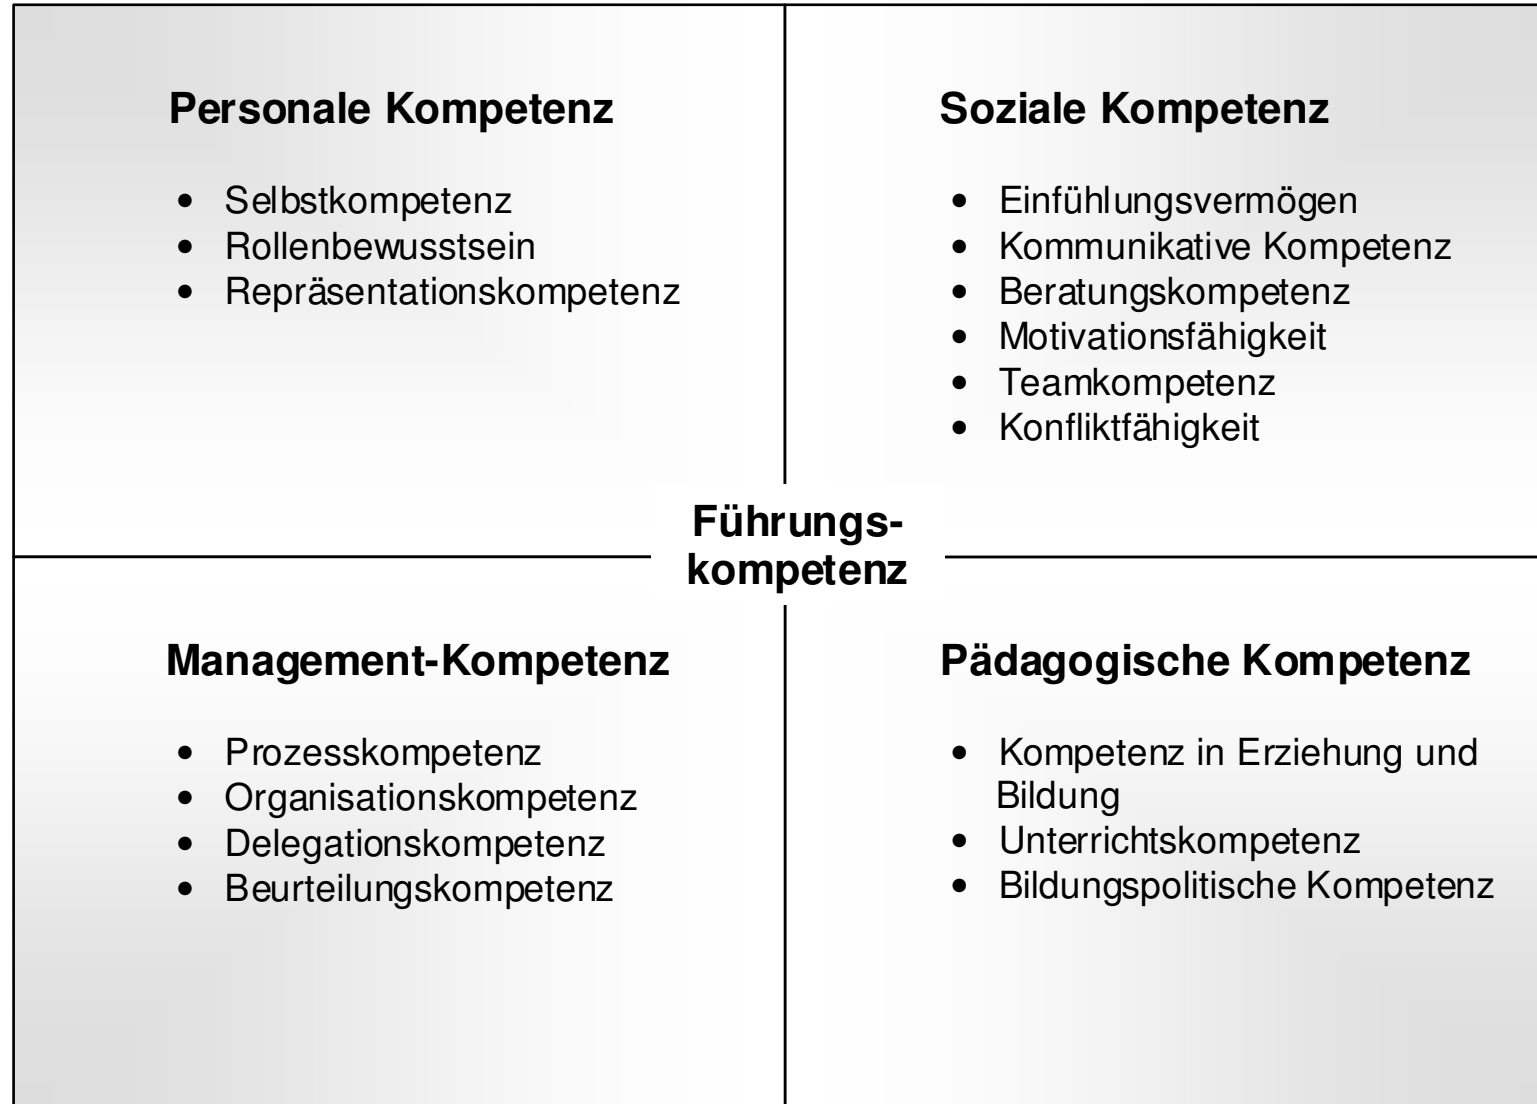 Personale Kompetenz
• Selbstkompetenz
• Rollenbewusstsein
• Repräsentationskompetenz
Soziale Kompetenz
• Einfühlungsvermögen
• Kommunikative Kompetenz
• Beratungskompetenz
• Motivationsfähigkeit
• Teamkompetenz
• Konfliktfähigkeit
Führungs-
kompetenz
Management-Kompetenz
• Prozesskompetenz
• Organisationskompetenz
• Delegationskompetenz
• Beurteilungskompetenz
Pädagogische Kompetenz
• Kompetenz in Erziehung und
Bildung
• Unterrichtskompetenz
• Bildungspolitische Kompetenz